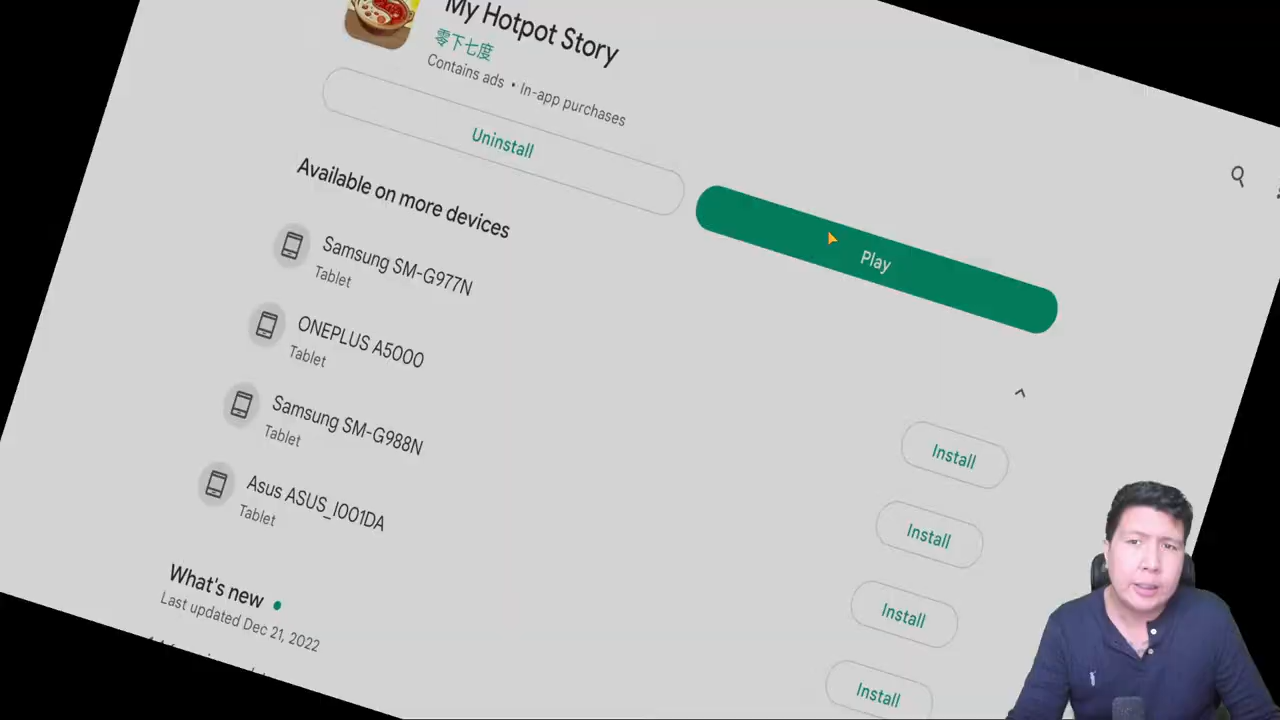 My Hotpot Story
零下七度
Contains ads • In-app purchases
Uninstall
Play
Available on more devices
Samsung SM-G977N
Tablet
Install
ONEPLUS A5000
Tablet
Install
Samsung SM-G988N
Tablet
Install
Asus ASUS_I001DA
Tablet
Install
What's new
Last updated Dec 21, 2022